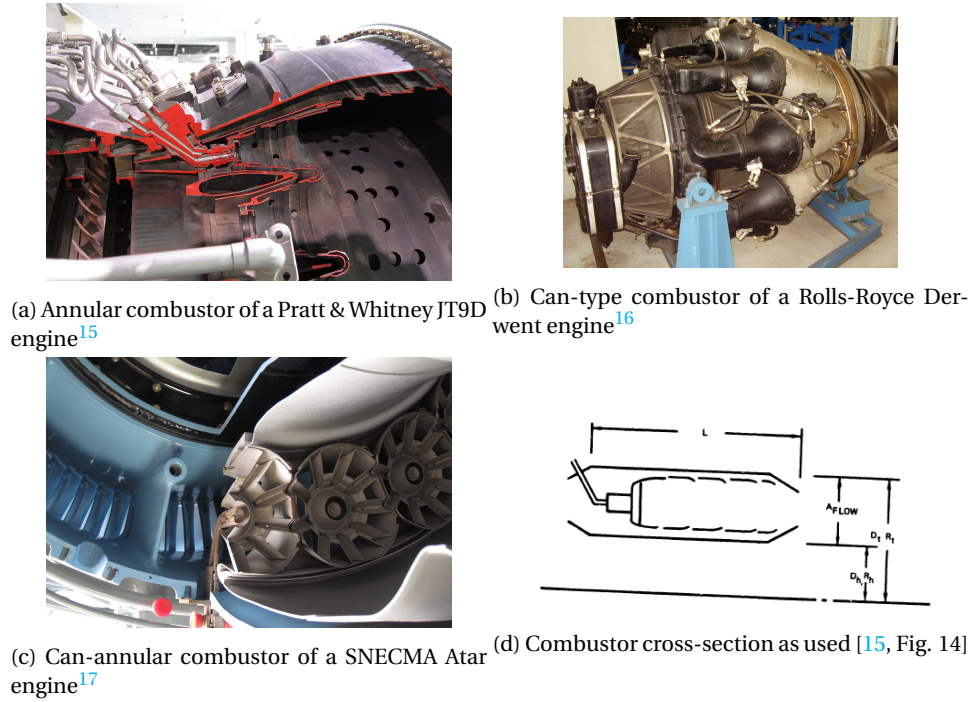 (a) Annular combustor of a Pratt & Whitney JT9D
engine15
(b) Can-type combustor of a Rolls-Royce Der-
went engine16
L
AFLOW
Dt Rt
Dh, Rh
(c) Can-annular combustor of a SNECMA Atar
engine17
(d) Combustor cross-section as used [15, Fig. 14]